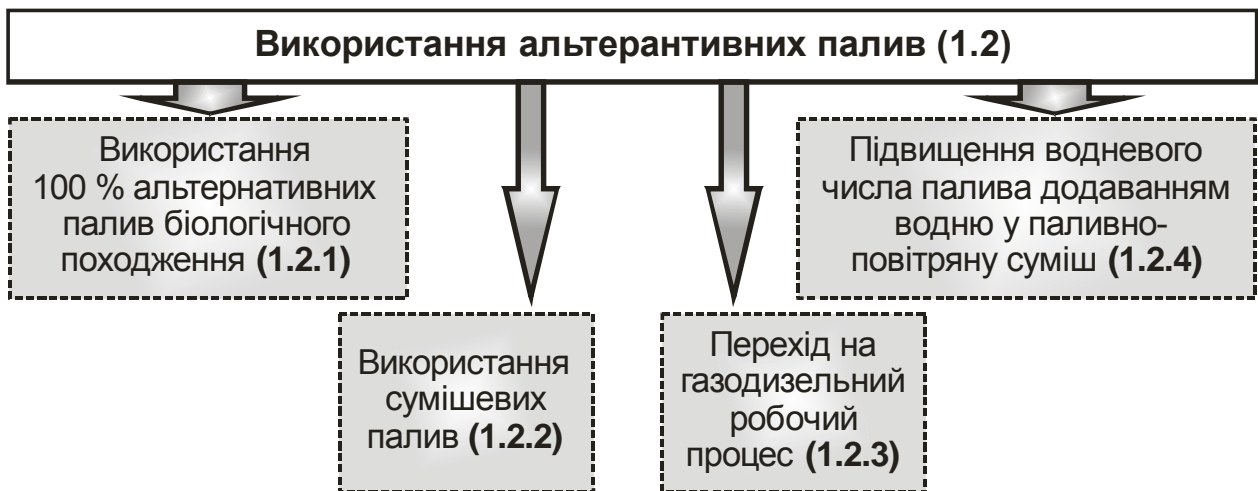 Використання альтерантивних палив (1.2)
Використання
100 % альтернативних
палив біологічного
походження (1.2.1)
Використання
сумішевих
палив (1.2.2)
Перехід на
газодизельний
робочий
процес (1.2.3)
Підвищення водневого
числа палива додаванням
водню у паливно-
повітряну суміш (1.2.4)